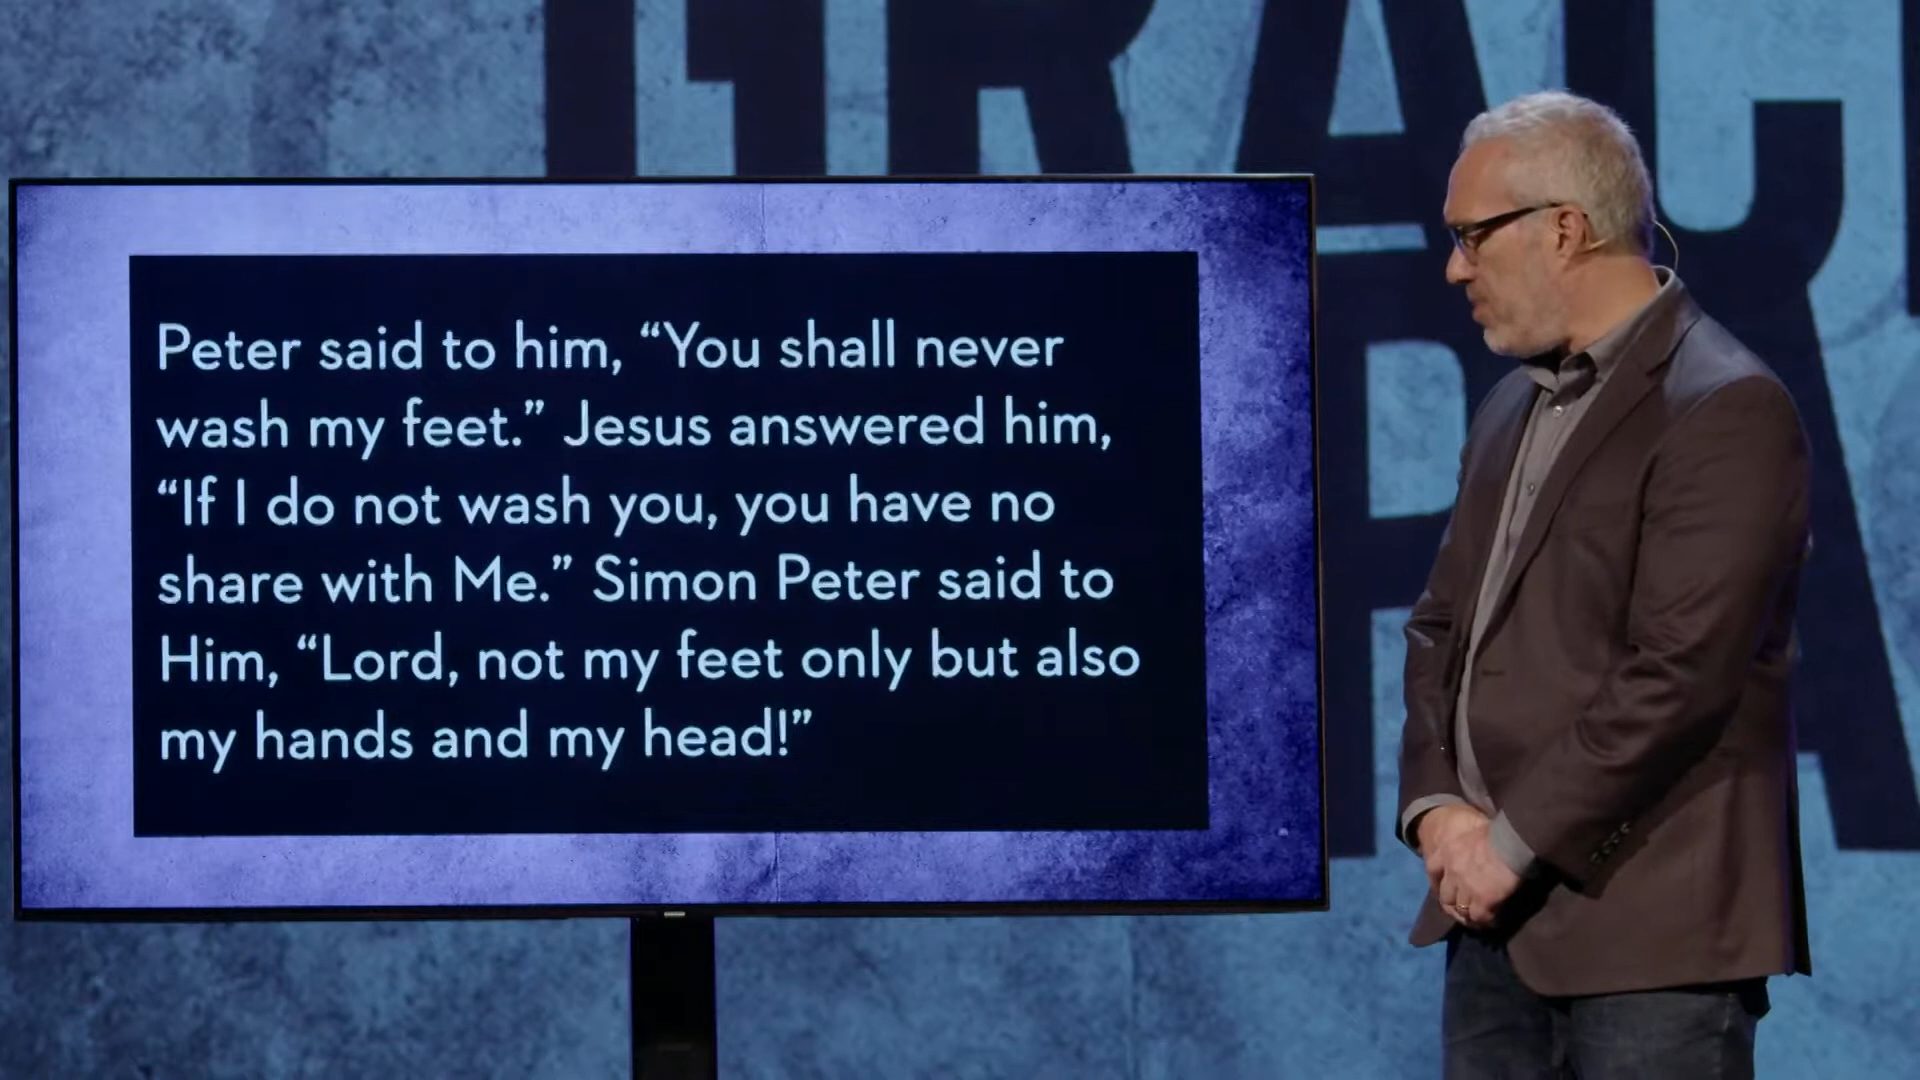 GRACE
Peter said to him, “You shall never
wash my feet.” Jesus answered him,
“If I do not wash you, you have no
share with Me.” Simon Peter said to
Him, “Lord, not my feet only but also
my hands and my head!”